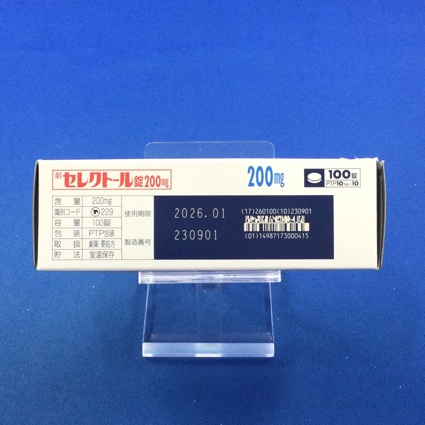 劇 セレクトール錠200mg
200mg
100錠
PTP10錠×10
含量 200mg
識別コード 229
容量 100錠
包装 PTP包装
取扱 劇薬・要処方
貯法 室温保存
使用期限 2026.01
製造番号 230901
(17)260100(10)230901
(01)14987173000415